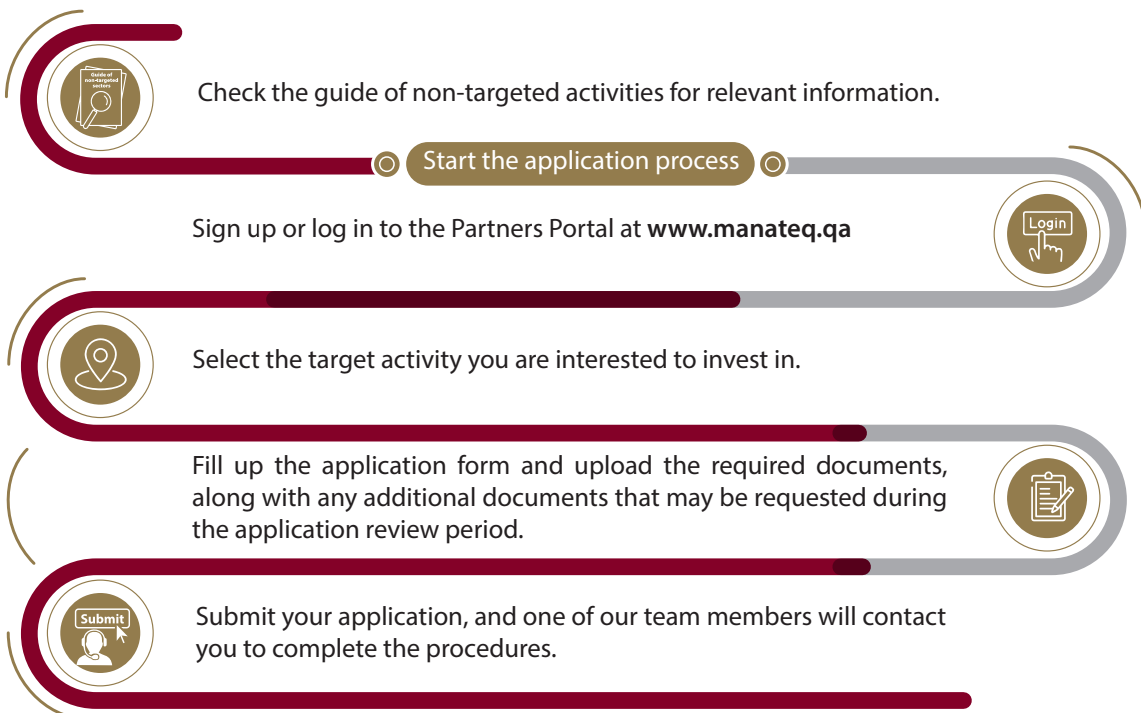 Guide of
non-targeted
sectors
Check the guide of non-targeted activities for relevant information.
Start the application process
Sign up or log in to the Partners Portal at www.manateq.qa
Login
Select the target activity you are interested to invest in.
Fill up the application form and upload the required documents,
along with any additional documents that may be requested during
the application review period.
Submit
Submit your application, and one of our team members will contact
you to complete the procedures.